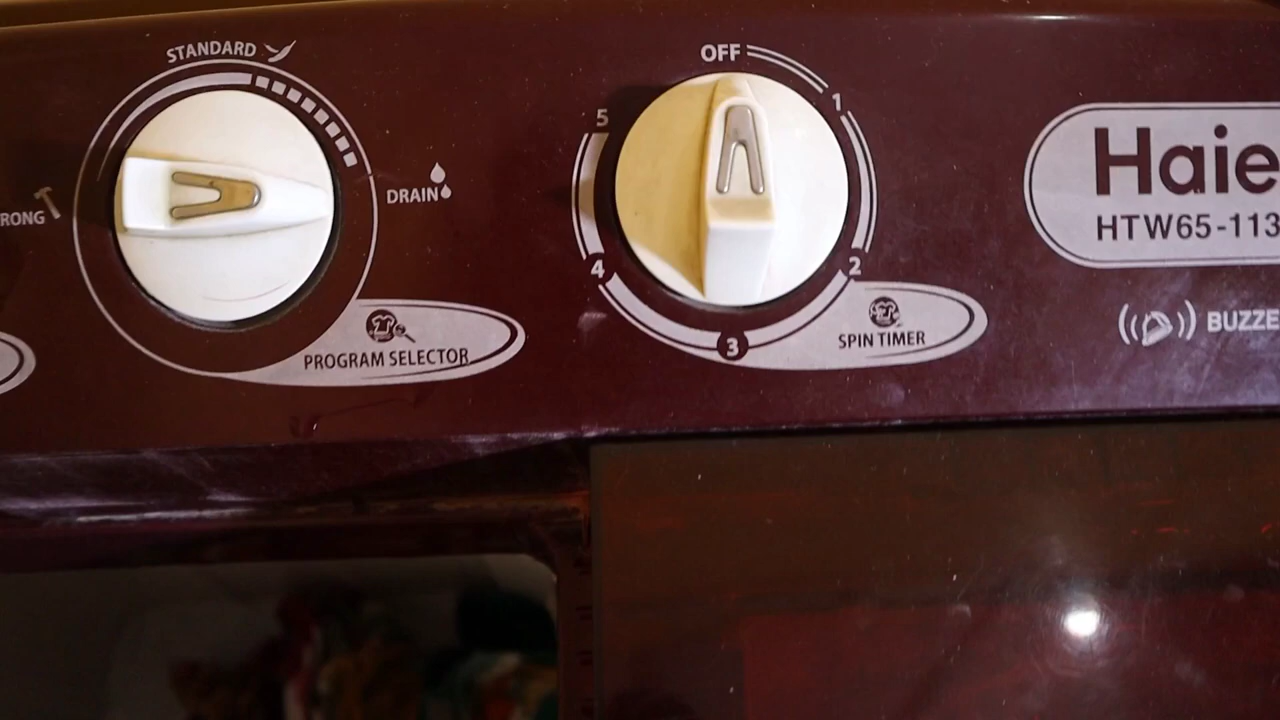 STANDARD
RONG
DRAIN
PROGRAM SELECTOR
OFF
1
2
3
4
5
SPIN TIMER
Haie
HTW65-113
BUZZE